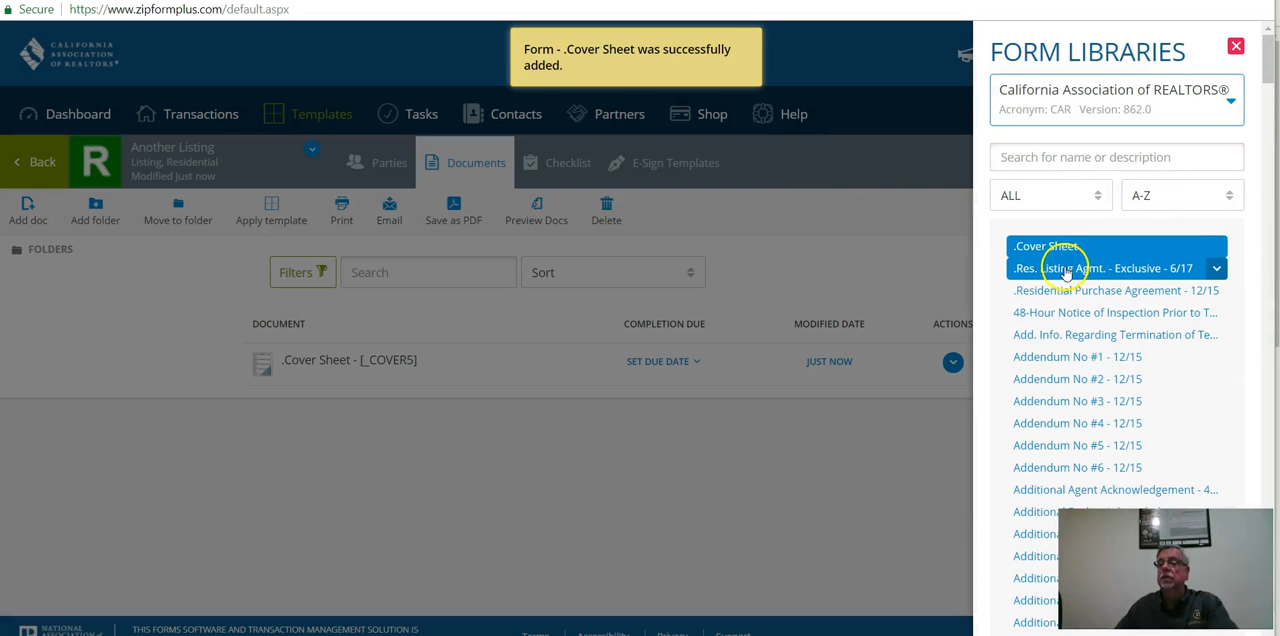 Secure | https://www.zipformplus.com/default.aspx
CALIFORNIA
ASSOCIATION
OF REALTORS®
Form - .Cover Sheet was successfully
added.
Dashboard Transactions Templates Tasks Contacts Partners Shop Help
Back
R
Another Listing
Listing, Residential
Modified Just now
Parties Documents Checklist E-Sign Templates
Add doc Add folder Move to folder Apply template Print Email Save as PDF Preview Docs Delete
FOLDERS
Filters Search Sort
DOCUMENT COMPLETION DUE MODIFIED DATE ACTIONS
.Cover Sheet - [_COVER5] SET DUE DATE JUST NOW
FORM LIBRARIES
California Association of REALTORS®
Acronym: CAR Version: 862.0
Search for name or description
ALL A-Z
.Cover Sheet
.Res. Listing Agmt. - Exclusive - 6/17
.Residential Purchase Agreement - 12/15
48-Hour Notice of Inspection Prior to T...
Add. Info. Regarding Termination of Te...
Addendum No #1 - 12/15
Addendum No #2 - 12/15
Addendum No #3 - 12/15
Addendum No #4 - 12/15
Addendum No #5 - 12/15
Addendum No #6 - 12/15
Additional Agent Acknowledgement - 4...
Additional
Additiona
Additiona
Additiona
Additiona
Additiona
NATIONAL
ASSOCIATION of
THIS FORMS SOFTWARE AND TRANSACTION MANAGEMENT SOLUTION IS
Terms Accessibility Privacy Support